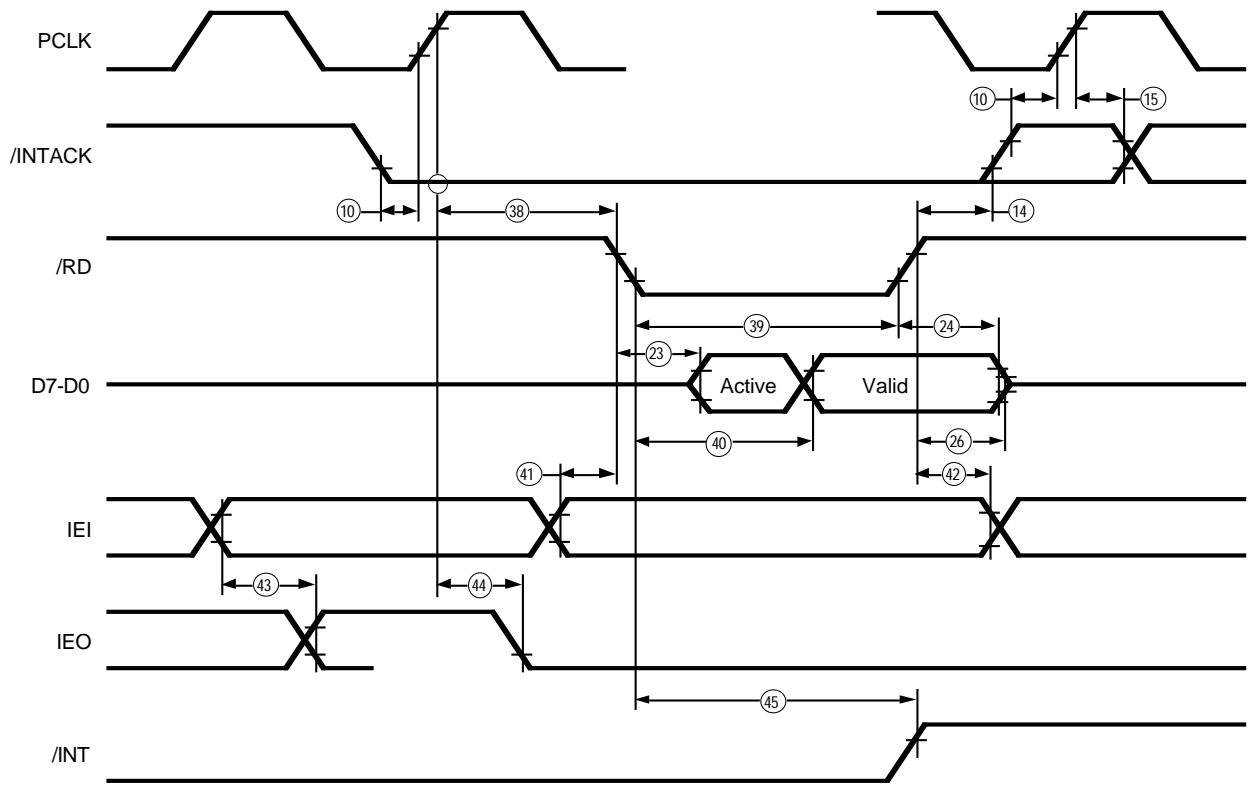 PCLK
10
15
/INTACK
10
38
14
/RD
39
24
23
D7-D0
Active
Valid
40
26
41
42
IEI
43
44
IEO
45
/INT